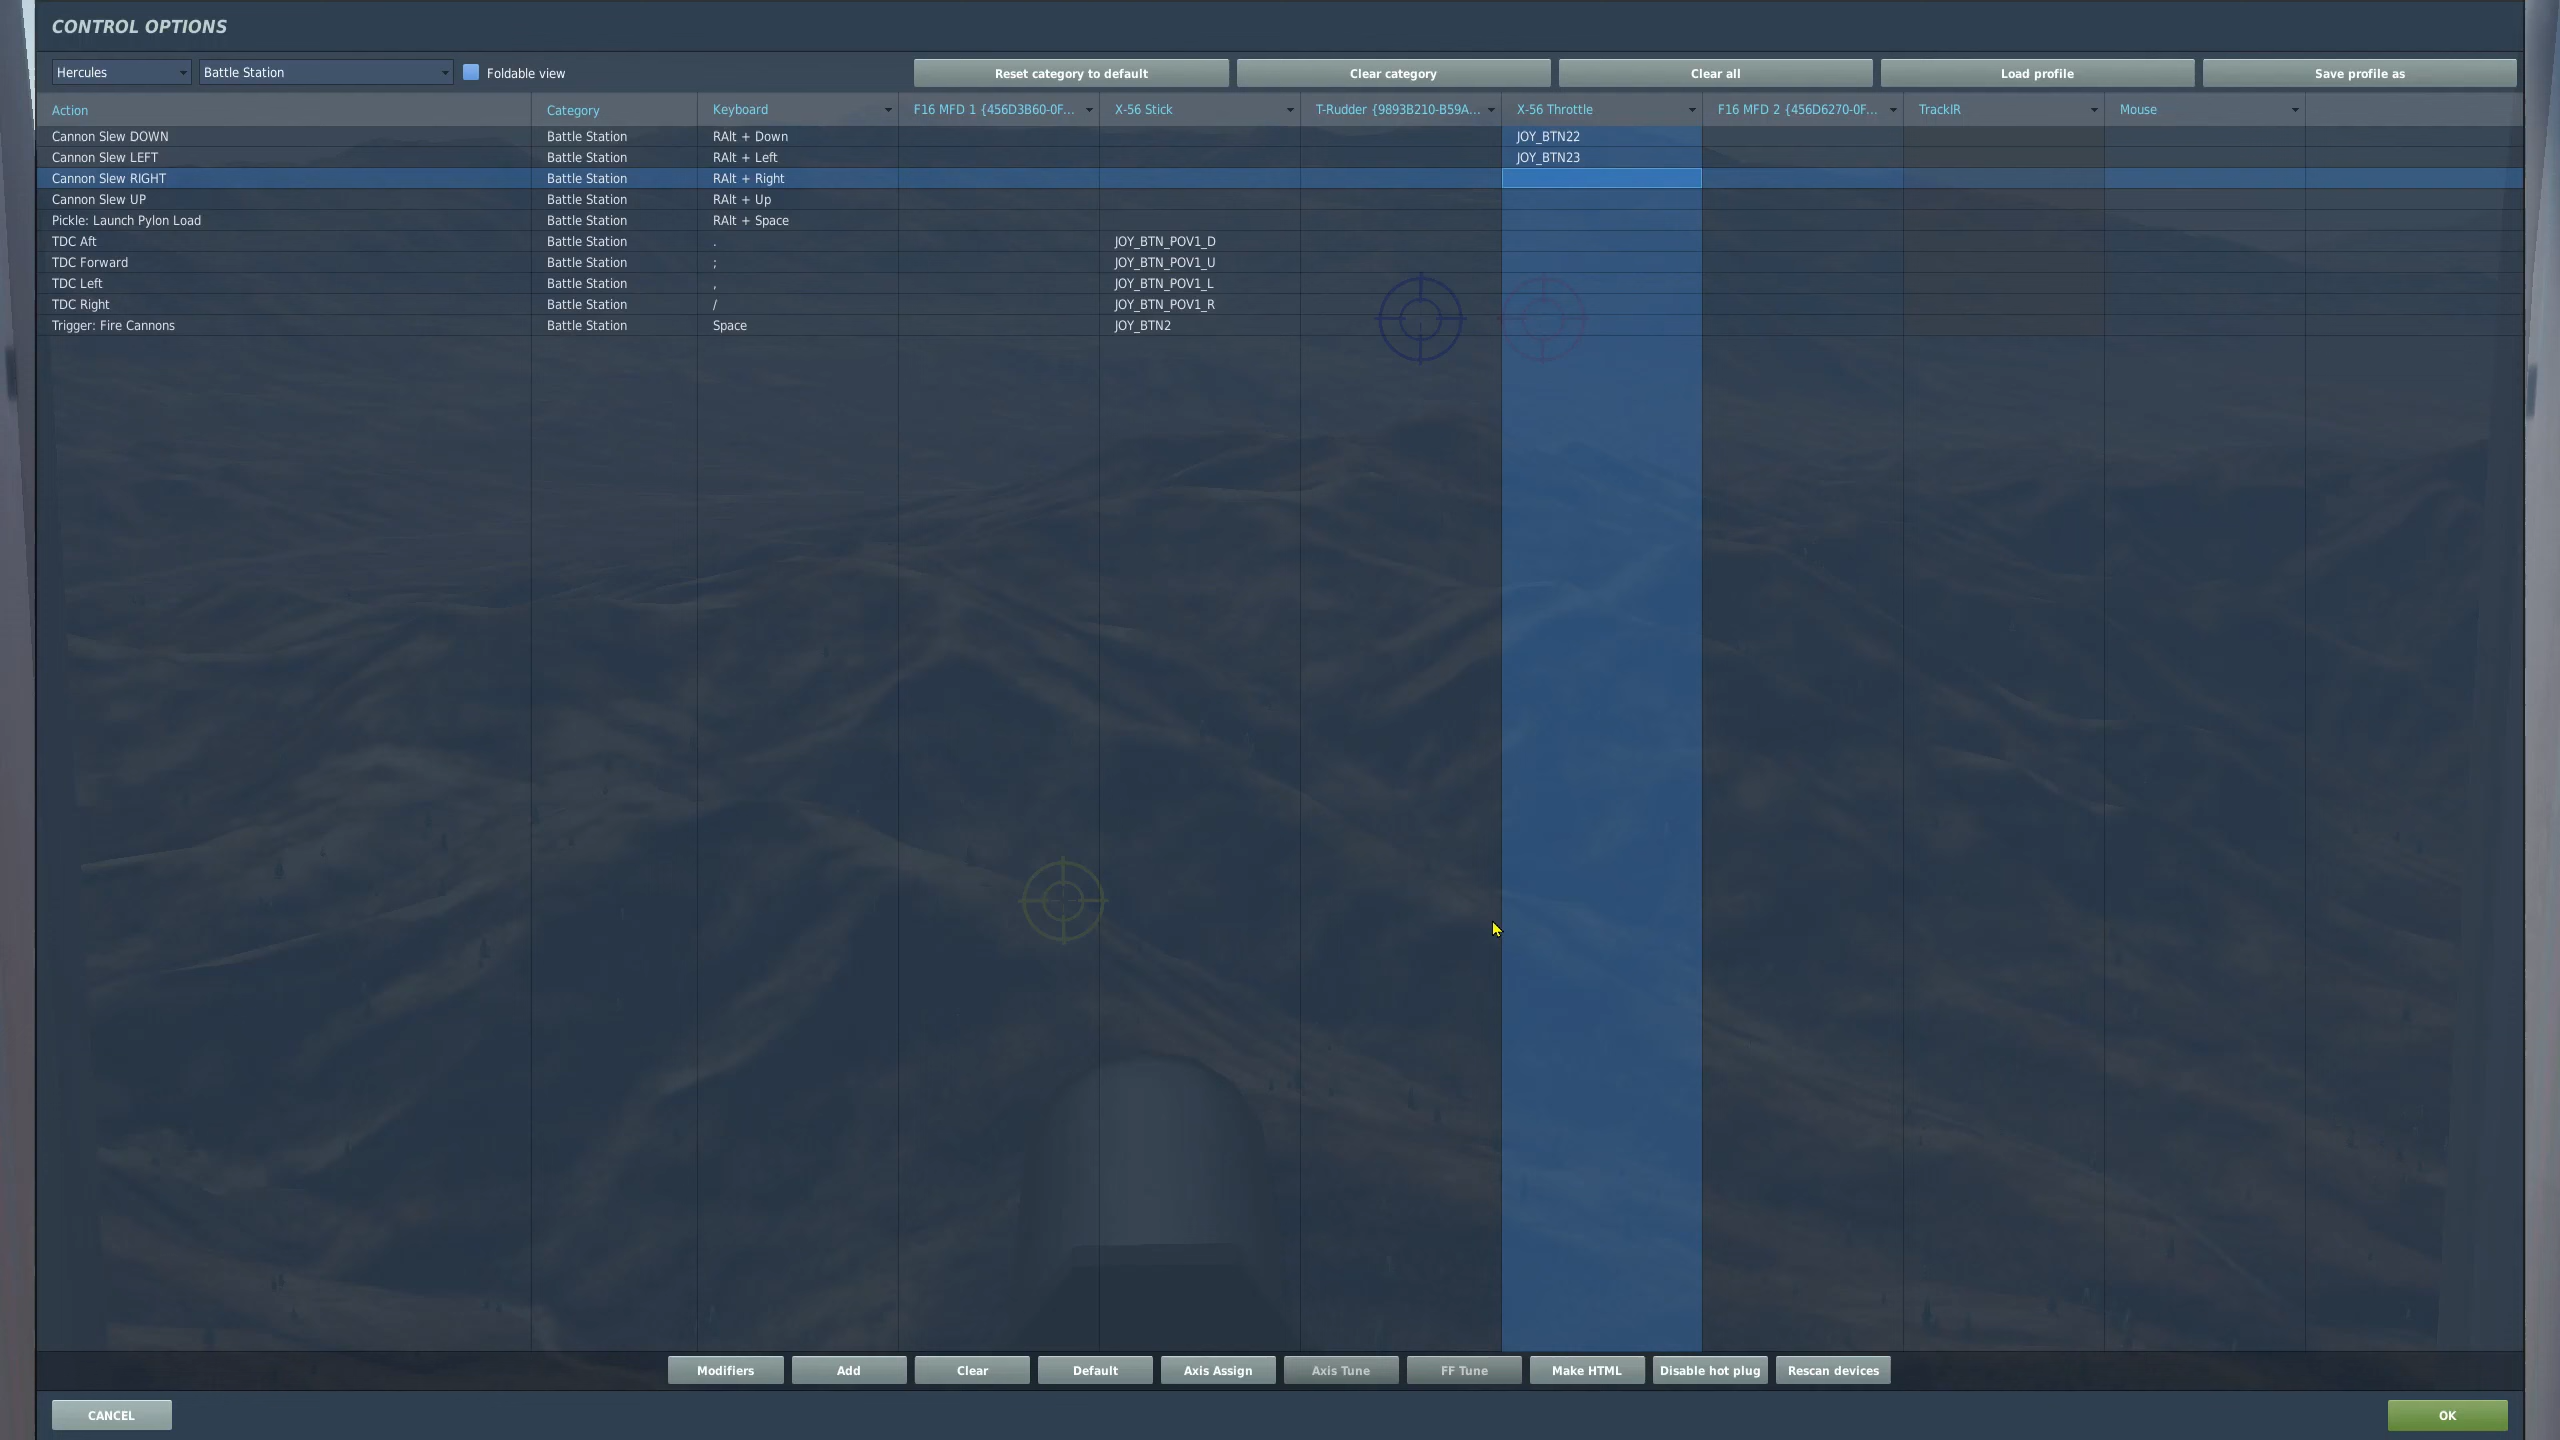 CONTROL OPTIONS
Hercules Battle Station Foldable view Reset category to default Clear category Clear all Load profile Save profile as
Action Category Keyboard F16 MFD 1 {456D3B60-0F... X-56 Stick T-Rudder {9893B210-B59A... X-56 Throttle F16 MFD 2 {456D6270-0F... TrackIR Mouse
Cannon Slew DOWN Battle Station RAlt + Down JOY_BTN22
Cannon Slew LEFT Battle Station RAlt + Left JOY_BTN23
Cannon Slew RIGHT Battle Station RAlt + Right
Cannon Slew UP Battle Station RAlt + Up
Pickle: Launch Pylon Load Battle Station RAlt + Space
TDC Aft Battle Station . JOY_BTN_POV1_D
TDC Forward Battle Station ; JOY_BTN_POV1_U
TDC Left Battle Station , JOY_BTN_POV1_L
TDC Right Battle Station / JOY_BTN_POV1_R
Trigger: Fire Cannons Battle Station Space JOY_BTN2
Modifiers Add Clear Default Axis Assign Axis Tune FF Tune Make HTML Disable hot plug Rescan devices
CANCEL OK